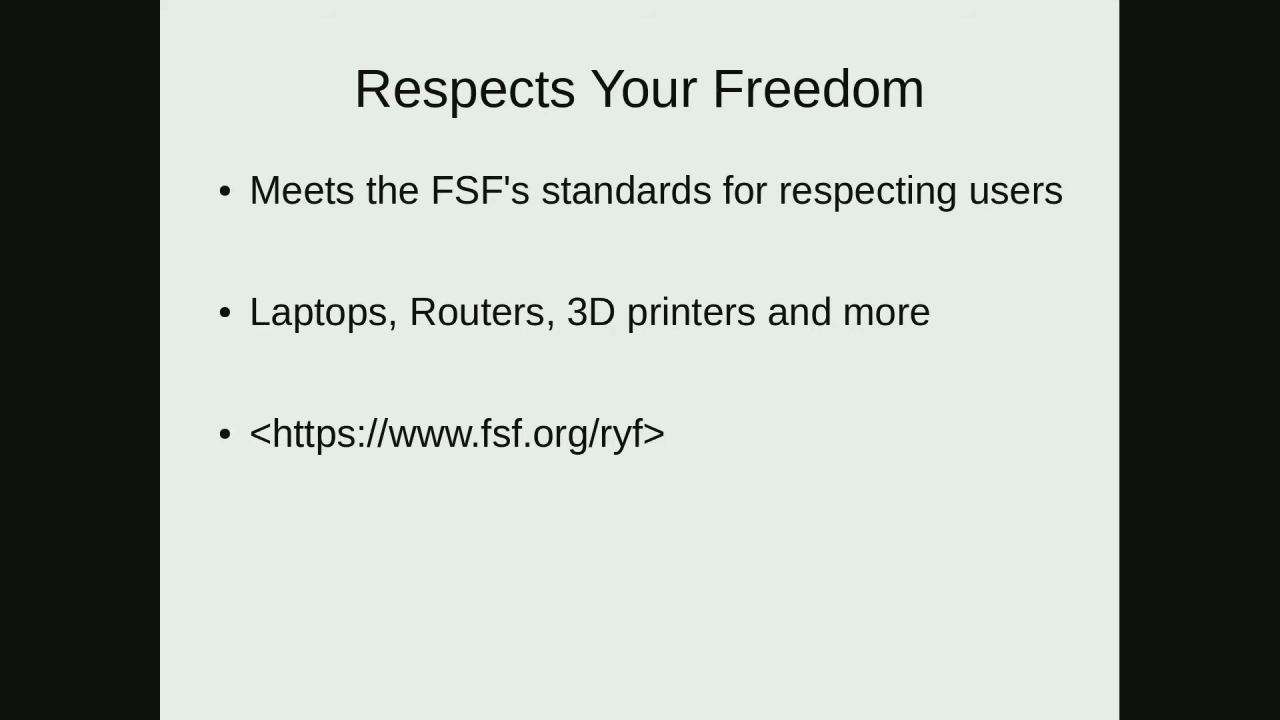 Respects Your Freedom
• Meets the FSF's standards for respecting users
• Laptops, Routers, 3D printers and more
• <https://www.fsf.org/ryf>